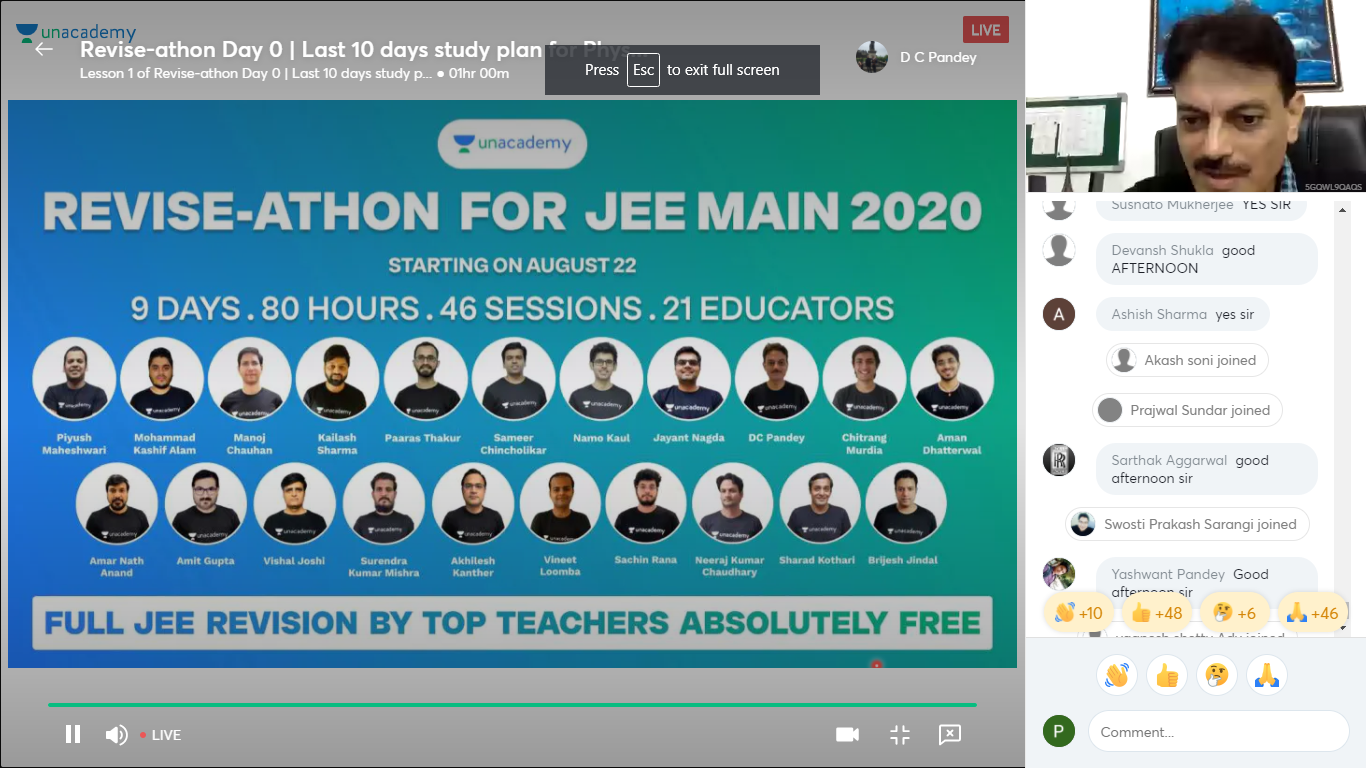 unacademy
Revise-athon Day 0 | Last 10 days study plan for Phys...
Lesson 1 of Revise-athon Day 0 | Last 10 days study p... ● 01hr 00m
Press Esc to exit full screen
LIVE
D C Pandey
unacademy
REVISE-ATHON FOR JEE MAIN 2020
STARTING ON AUGUST 22
9 DAYS . 80 HOURS . 46 SESSIONS . 21 EDUCATORS
Piyush Maheshwari
Mohammad Kashif Alam
Manoj Chauhan
Kailash Sharma
Paaras Thakur
Sameer Chincholikar
Namo Kaul
Jayant Nagda
DC Pandey
Chitrang Murdia
Aman Dhatterwal
Amar Nath Anand
Amit Gupta
Vishal Joshi
Surendra Kumar Mishra
Akhilesh Kanther
Vineet Loomba
Sachin Rana
Neeraj Kumar Chaudhary
Sharad Kothari
Brijesh Jindal
FULL JEE REVISION BY TOP TEACHERS ABSOLUTELY FREE
LIVE
5GQWL9QAQS
Susnato Mukherjee YES SIR
Devansh Shukla good
AFTERNOON
A
Ashish Sharma yes sir
Akash soni joined
Prajwal Sundar joined
Sarthak Aggarwal good
afternoon sir
Swosti Prakash Sarangi joined
Yashwant Pandey Good
afternoon sir
+10
+48
+6
+46
P
Comment...